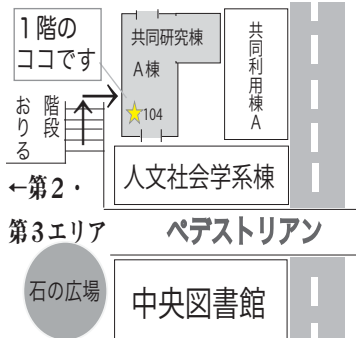 1階の
ココです
共同研究棟
A棟
104
共同利用棟A
階段
おりる
人文社会学系棟
←第2・
第3エリア
ペデストリアン
石の広場
中央図書館